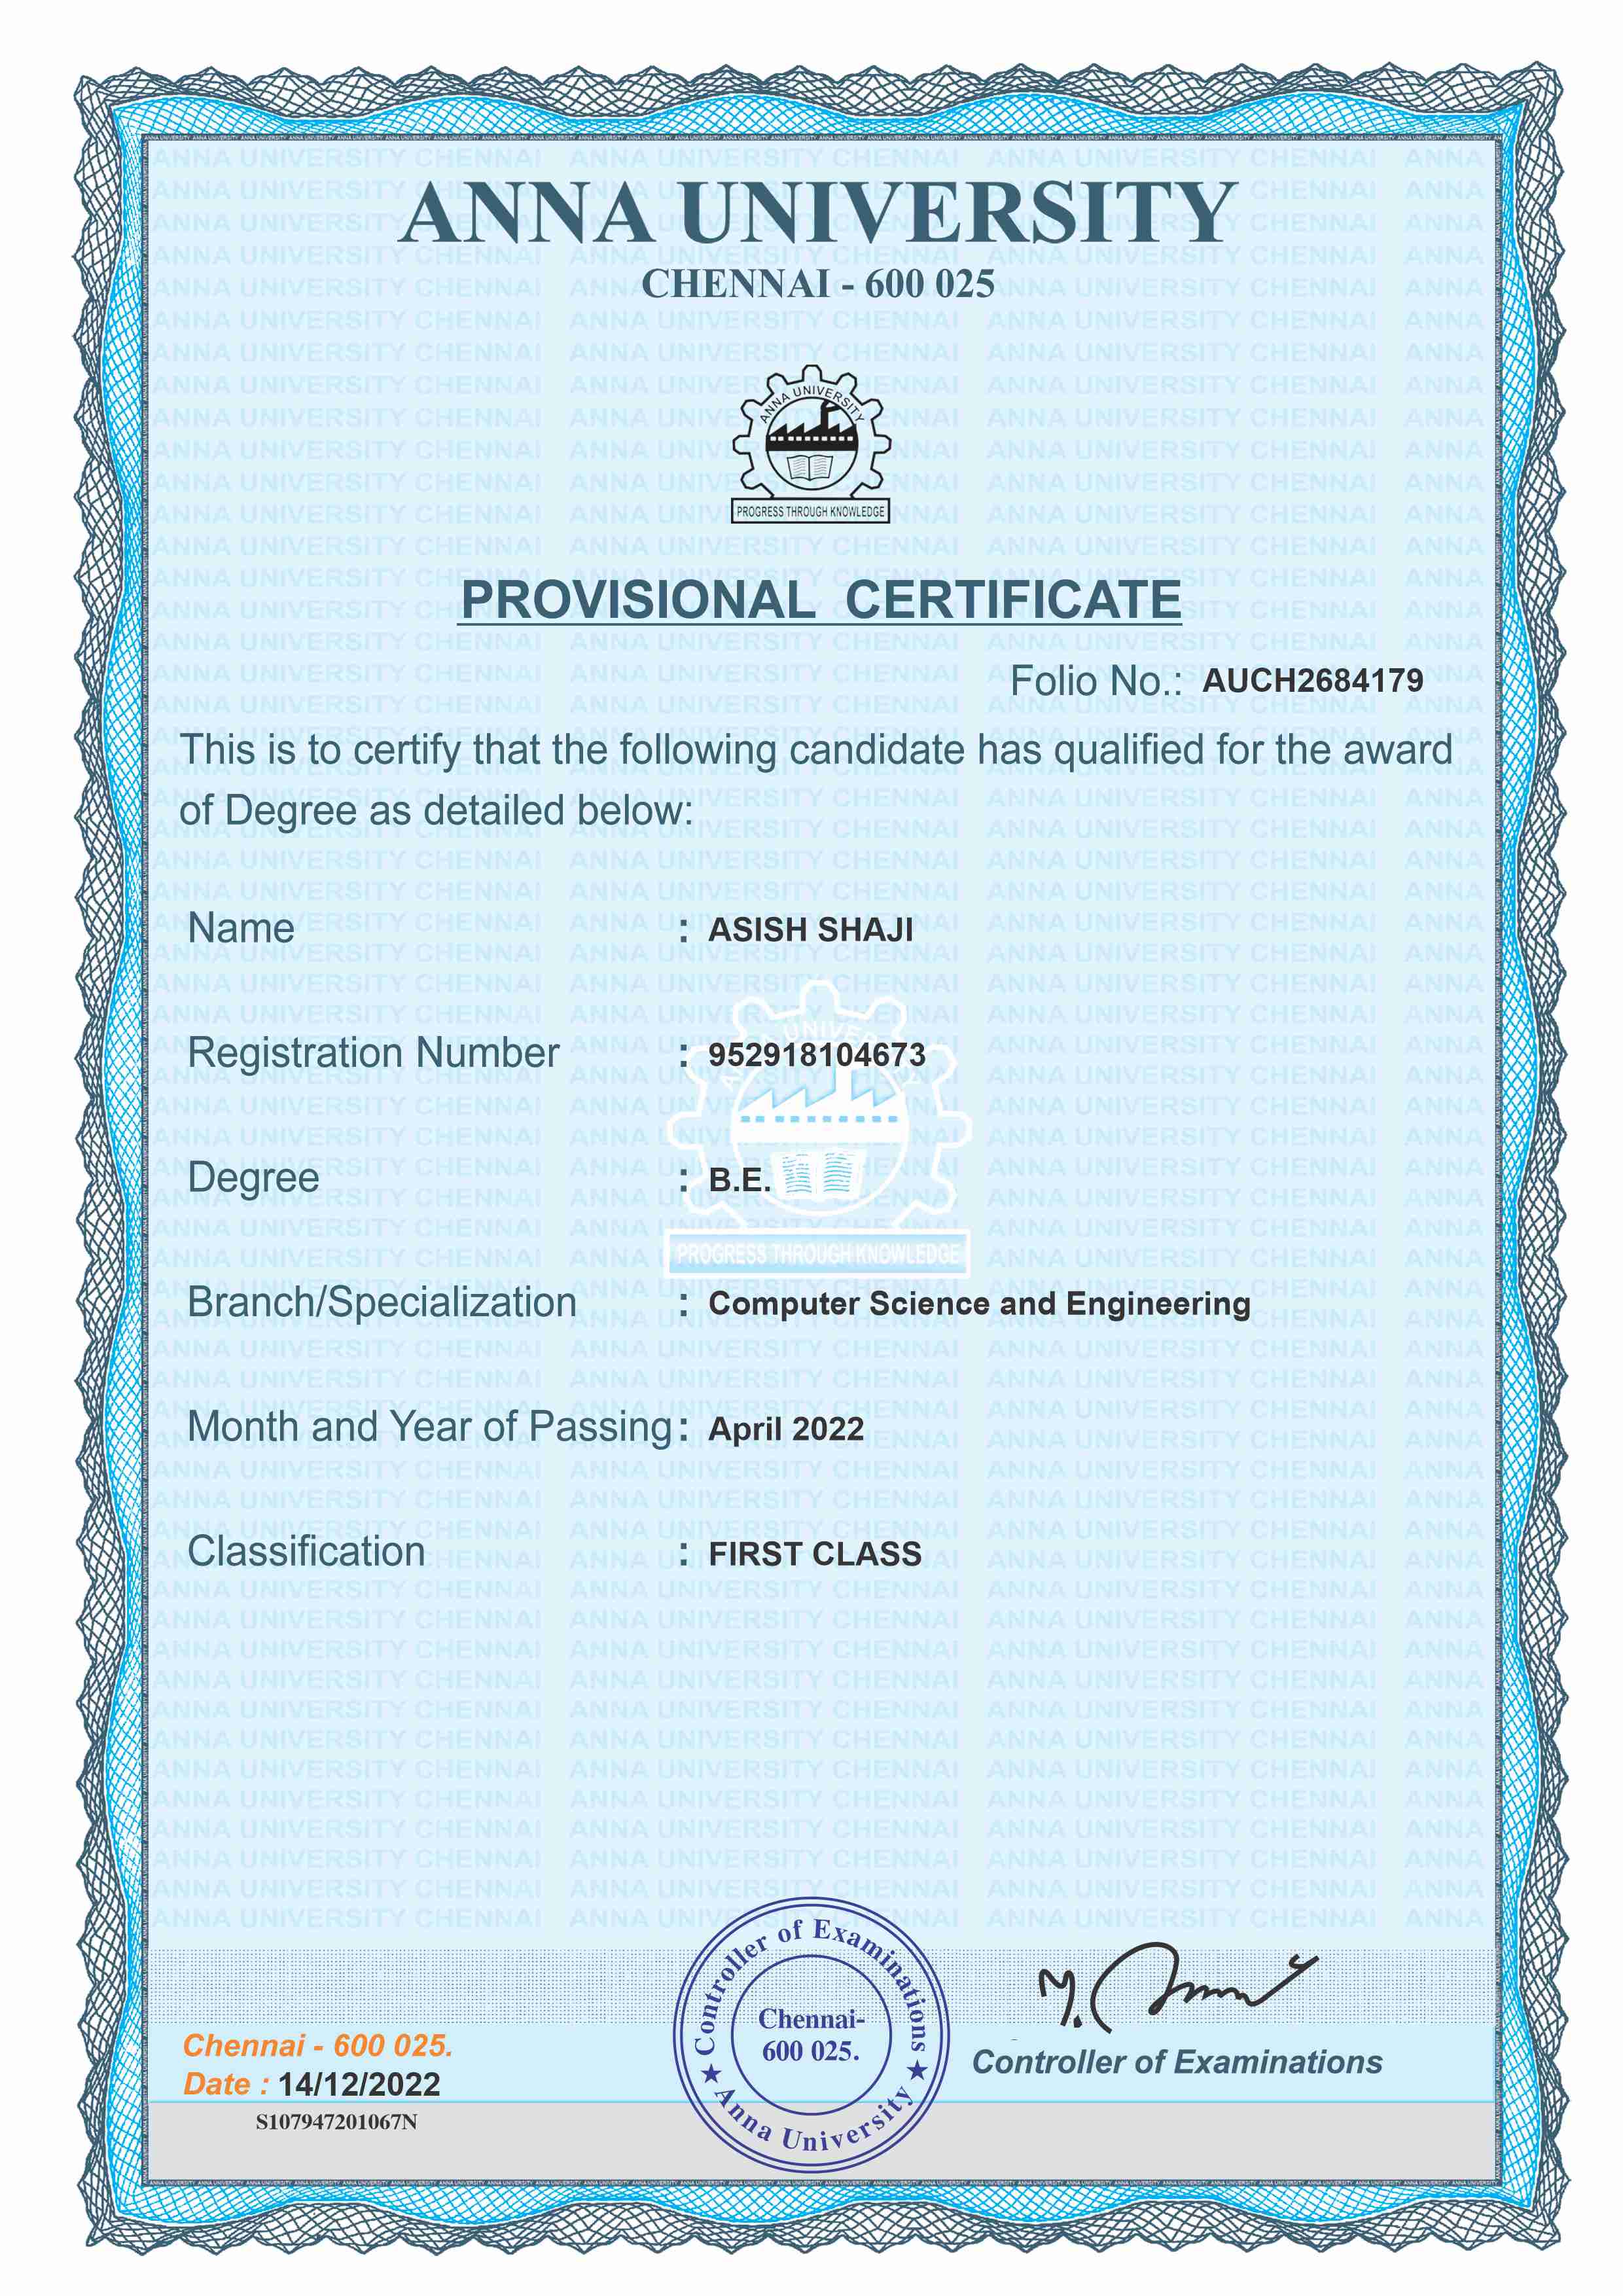 ANNA UNIVERSITY
CHENNAI - 600 025
ANNA UNIVERSITY
PROGRESS THROUGH KNOWLEDGE
PROVISIONAL CERTIFICATE
Folio No.: AUCH2684179
This is to certify that the following candidate has qualified for the award
of Degree as detailed below:
Name : ASISH SHAJI
Registration Number : 952918104673
Degree : B.E.
PROGRESS THROUGH KNOWLEDGE
Branch/Specialization : Computer Science and Engineering
Month and Year of Passing : April 2022
Classification : FIRST CLASS
Controller of Examinations
Chennai-
600 025.
★ Anna University ★
Chennai - 600 025.
Date : 14/12/2022
S107947201067N
Controller of Examinations